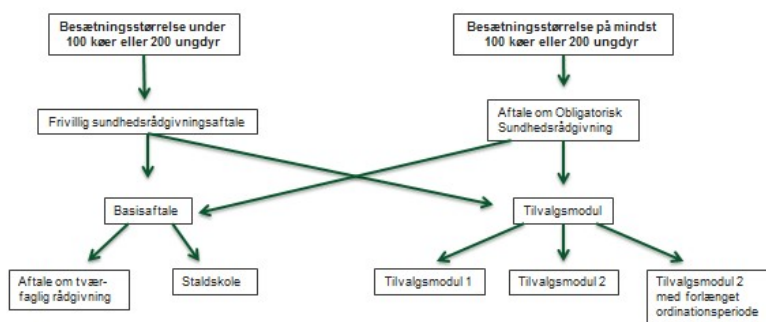 Besætningsstørrelse under
100 køer eller 200 ungdyr
Besætningsstørrelse på mindst
100 køer eller 200 ungdyr
Frivillig sundhedsrådgivningsaftale
Aftale om Obligatorisk
Sundhedsrådgivning
Basisaftale
Tilvalgsmodul
Aftale om tvær-
faglig rådgivning
Staldskole
Tilvalgsmodul 1
Tilvalgsmodul 2
Tilvalgsmodul 2
med forlænget
ordinationsperiode